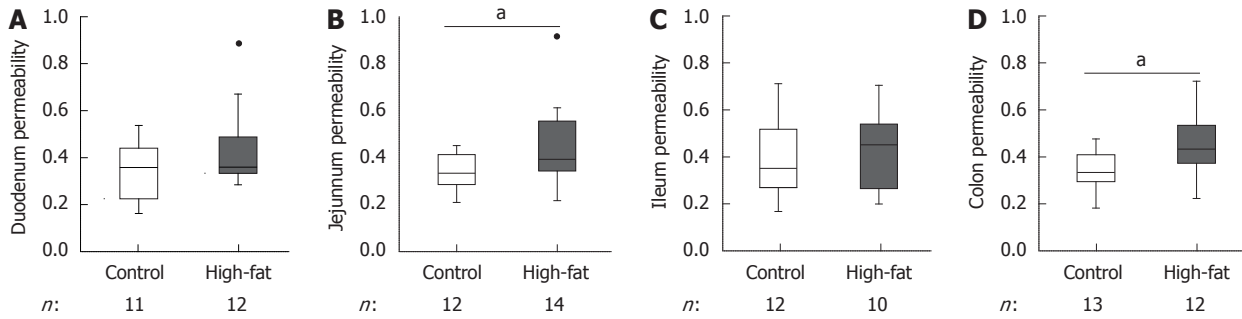 A
Duodenum permeability
1.0
0.8
0.6
0.4
0.2
0.0
Control High-fat
n: 11 12
B
Jejunnum permeability
1.0
0.8
0.6
0.4
0.2
0.0
a
Control High-fat
n: 12 14
C
Ileum permeability
1.0
0.8
0.6
0.4
0.2
0.0
Control High-fat
n: 12 10
D
Colon permeability
1.0
0.8
0.6
0.4
0.2
0.0
a
Control High-fat
n: 13 12